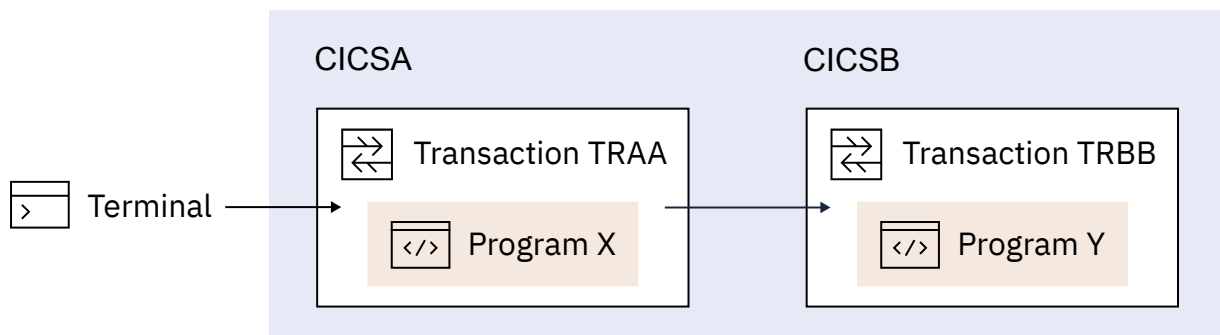 CICSA
CICSB
Transaction TRAA
Transaction TRBB
Terminal
Program X
Program Y